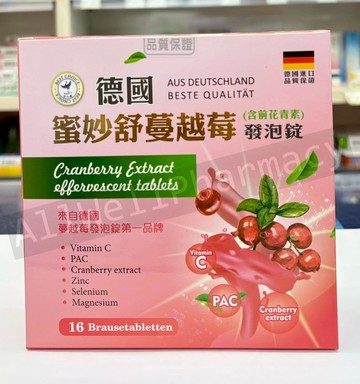 品質保證
德國
AUS DEUTSCHLAND
BESTE QUALITÄT
德國進口
品質保證
蜜妙舒蔓越莓
(含前花青素)
發泡錠
Cranberry Extract
effervescent tablets
來自德國
蔓越莓發泡錠第一品牌
• Vitamin C
• PAC
• Cranberry extract
• Zinc
• Selenium
• Magnesium
Vitamin
C
PAC
Cranberry
extract
16 Brausetabletten